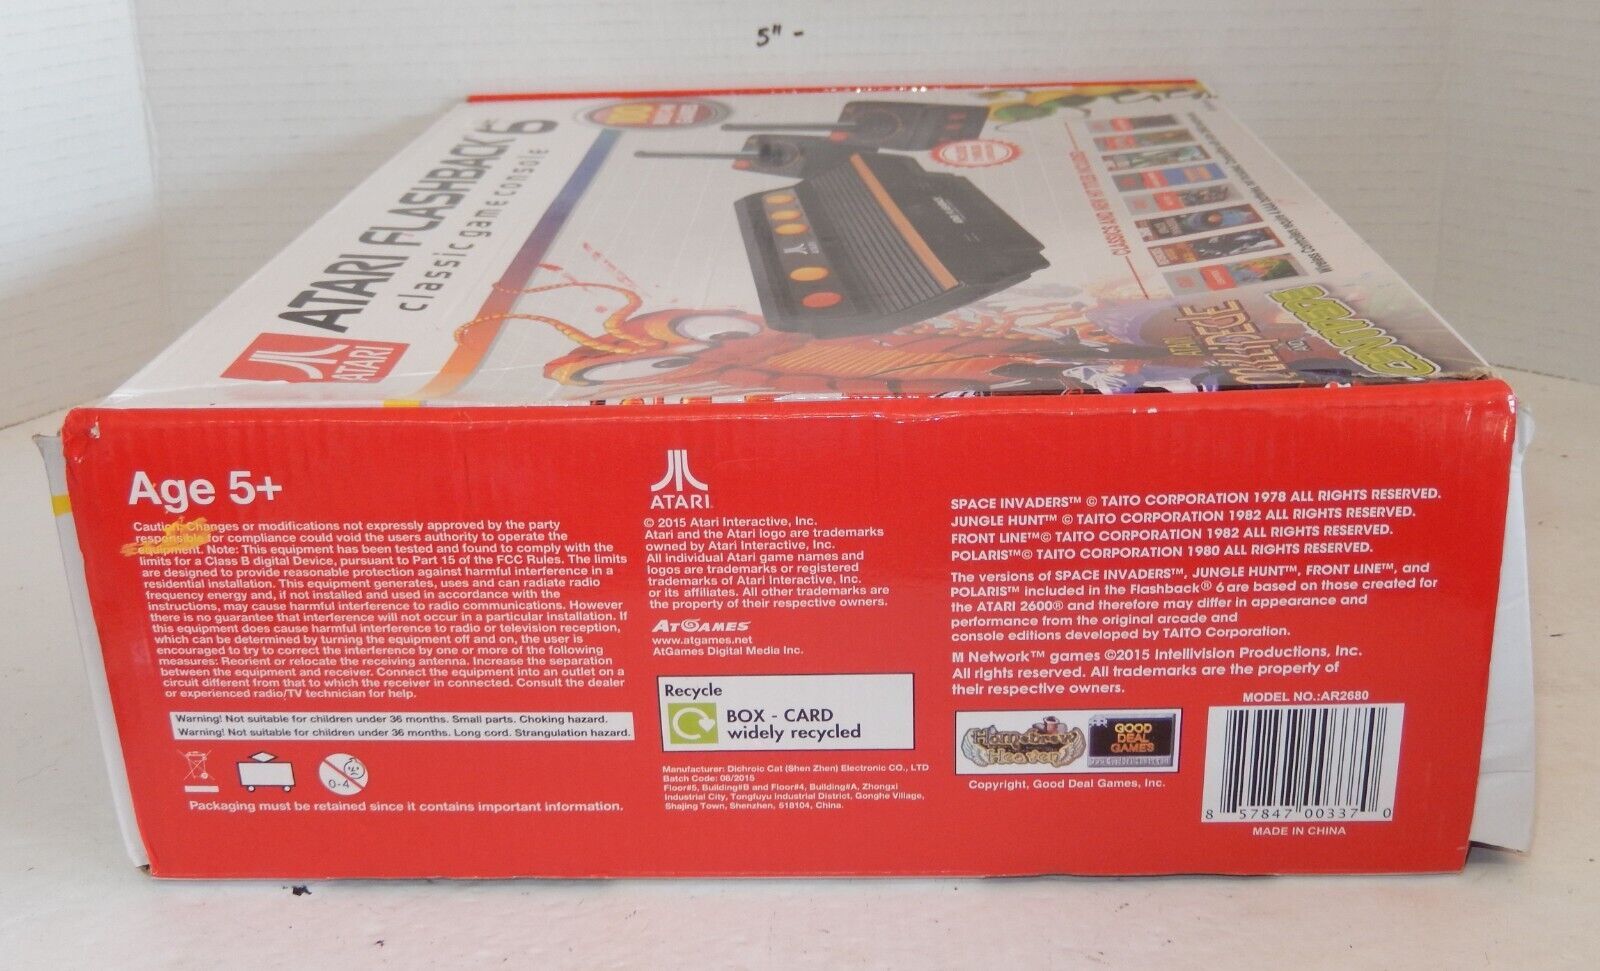 5" -
100
ATARI FLASHBACK 6
classic game console
ATARI
CLASSICS AND NEW HIT TITLES INCLUDED
CENTIPEDE
Age 5+
Caution: Changes or modifications not expressly approved by the party
responsible for compliance could void the users authority to operate the
equipment. Note: This equipment has been tested and found to comply with the
limits for a Class B digital Device, pursuant to Part 15 of the FCC Rules. The limits
are designed to provide reasonable protection against harmful interference in a
residential installation. This equipment generates, uses and can radiate radio
frequency energy and, if not installed and used in accordance with the
instructions, may cause harmful interference to radio communications. However
there is no guarantee that interference will not occur in a particular installation. If
this equipment does cause harmful interference to radio or television reception,
which can be determined by turning the equipment off and on, the user is
encouraged to try to correct the interference by one or more of the following
measures: Reorient or relocate the receiving antenna. Increase the separation
between the equipment and receiver. Connect the equipment into an outlet on a
circuit different from that to which the receiver in connected. Consult the dealer
or experienced radio/TV technician for help.
Warning! Not suitable for children under 36 months. Small parts. Choking hazard.
Warning! Not suitable for children under 36 months. Long cord. Strangulation hazard.
0-4
Packaging must be retained since it contains important information.
ATARI
© 2015 Atari Interactive, Inc.
Atari and the Atari logo are trademarks
owned by Atari Interactive, Inc.
All individual Atari game names and
logos are trademarks or registered
trademarks of Atari Interactive, Inc.
or its affiliates. All other trademarks are
the property of their respective owners.
ATGAMES
www.atgames.net
AtGames Digital Media Inc.
Recycle
BOX - CARD
widely recycled
Manufacturer: Dichroic Cat (Shen Zhen) Electronic CO., LTD
Batch Code: 08/2015
Floor#5, Building#B and Floor#4, Building#A, Zhongxi
Industrial City, Tongfuyu Industrial District, Gonghe Village,
Shajing Town, Shenzhen, 518104, China.
SPACE INVADERS™ © TAITO CORPORATION 1978 ALL RIGHTS RESERVED.
JUNGLE HUNT™ © TAITO CORPORATION 1982 ALL RIGHTS RESERVED.
FRONT LINE™© TAITO CORPORATION 1982 ALL RIGHTS RESERVED.
POLARIS™© TAITO CORPORATION 1980 ALL RIGHTS RESERVED.
The versions of SPACE INVADERS™, JUNGLE HUNT™, FRONT LINE™, and
POLARIS™ included in the Flashback® 6 are based on those created for
the ATARI 2600® and therefore may differ in appearance and
performance from the original arcade and
console editions developed by TAITO Corporation.
M Network™ games ©2015 Intellivision Productions, Inc.
All rights reserved. All trademarks are the property of
their respective owners.
MODEL NO.:AR2680
Homebrew
Heaven
GOOD
DEAL
GAMES
Copyright, Good Deal Games, Inc.
8 57847 00337 0
MADE IN CHINA